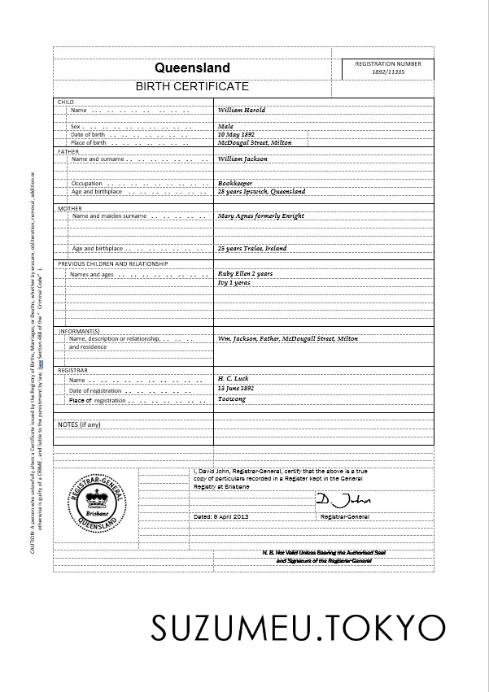 Queensland
BIRTH CERTIFICATE
REGISTRATION NUMBER
1892/11335
CHILD
Name .. .. .. .. .. .. .. .. William Harold
Sex . .. .. .. .. .. .. .. .. .. Male
Date of birth .. .. .. .. .. .. .. 10 May 1892
Place of birth .. .. .. .. .. .. .. McDougal Street, Milton
FATHER
Name and surname .. .. .. .. .. .. William Jackson
Occupation .. .. .. .. .. .. .. Bookkeeper
Age and birthplace .. .. .. .. .. .. 28 years Ipswich, Queensland
MOTHER
Name and maiden surname .. .. .. .. Mary Agnes formerly Enright
Age and birthplace .. .. .. .. .. .. 25 years Tralee, Ireland
PREVIOUS CHILDREN AND RELATIONSHIP
Names and ages .. .. .. .. .. .. .. Ruby Ellen 2 years
Ivy 1 yeras
INFORMANT(S)
Name, description or relationship, .. .. .. Wm. Jackson, Father, McDougall Street, Milton
and residence
REGISTRAR
Name .. .. .. .. .. .. .. .. .. H. C. Luck
Date of registration .. .. .. .. .. .. 13 June 1892
Place of registration .. .. .. .. .. .. Toowong
NOTES (if any)
I, David John, Registrar-General, certify that the above is a true
copy of particulars recorded in a Register kept in the General
Registry at Brisbane
D. John
Dated: 8 April 2013 Registrar-General
REGISTRAR-GENERAL
Brisbane
QUEENSLAND
N. B. Not Valid Unless Bearing the Authorised Seal
and Signature of the Registrar-General
CAUTION: A person who unlawfully alters a Certificate issued by the Registry of Births, Marriages, or Deaths, whether by erasure, obliteration, removal, addition or
otherwise is guilty of a CRIME and liable to the punishment by law. (see Section 488 of the " Criminal Code" ).
SUZUMEU.TOKYO